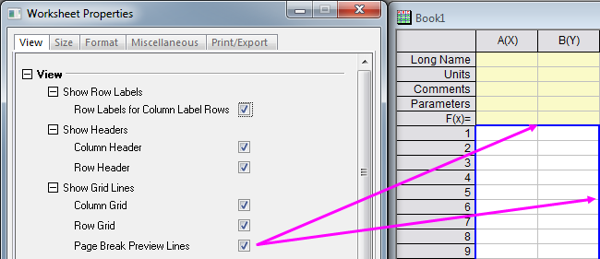 Worksheet Properties
View Size Format Miscellaneous Print/Export
View
Show Row Labels
Row Labels for Column Label Rows
Show Headers
Column Header
Row Header
Show Grid Lines
Column Grid
Row Grid
Page Break Preview Lines
Book1
A(X) B(Y)
Long Name
Units
Comments
Parameters
F(x)=
1
2
3
4
5
6
7
8
9